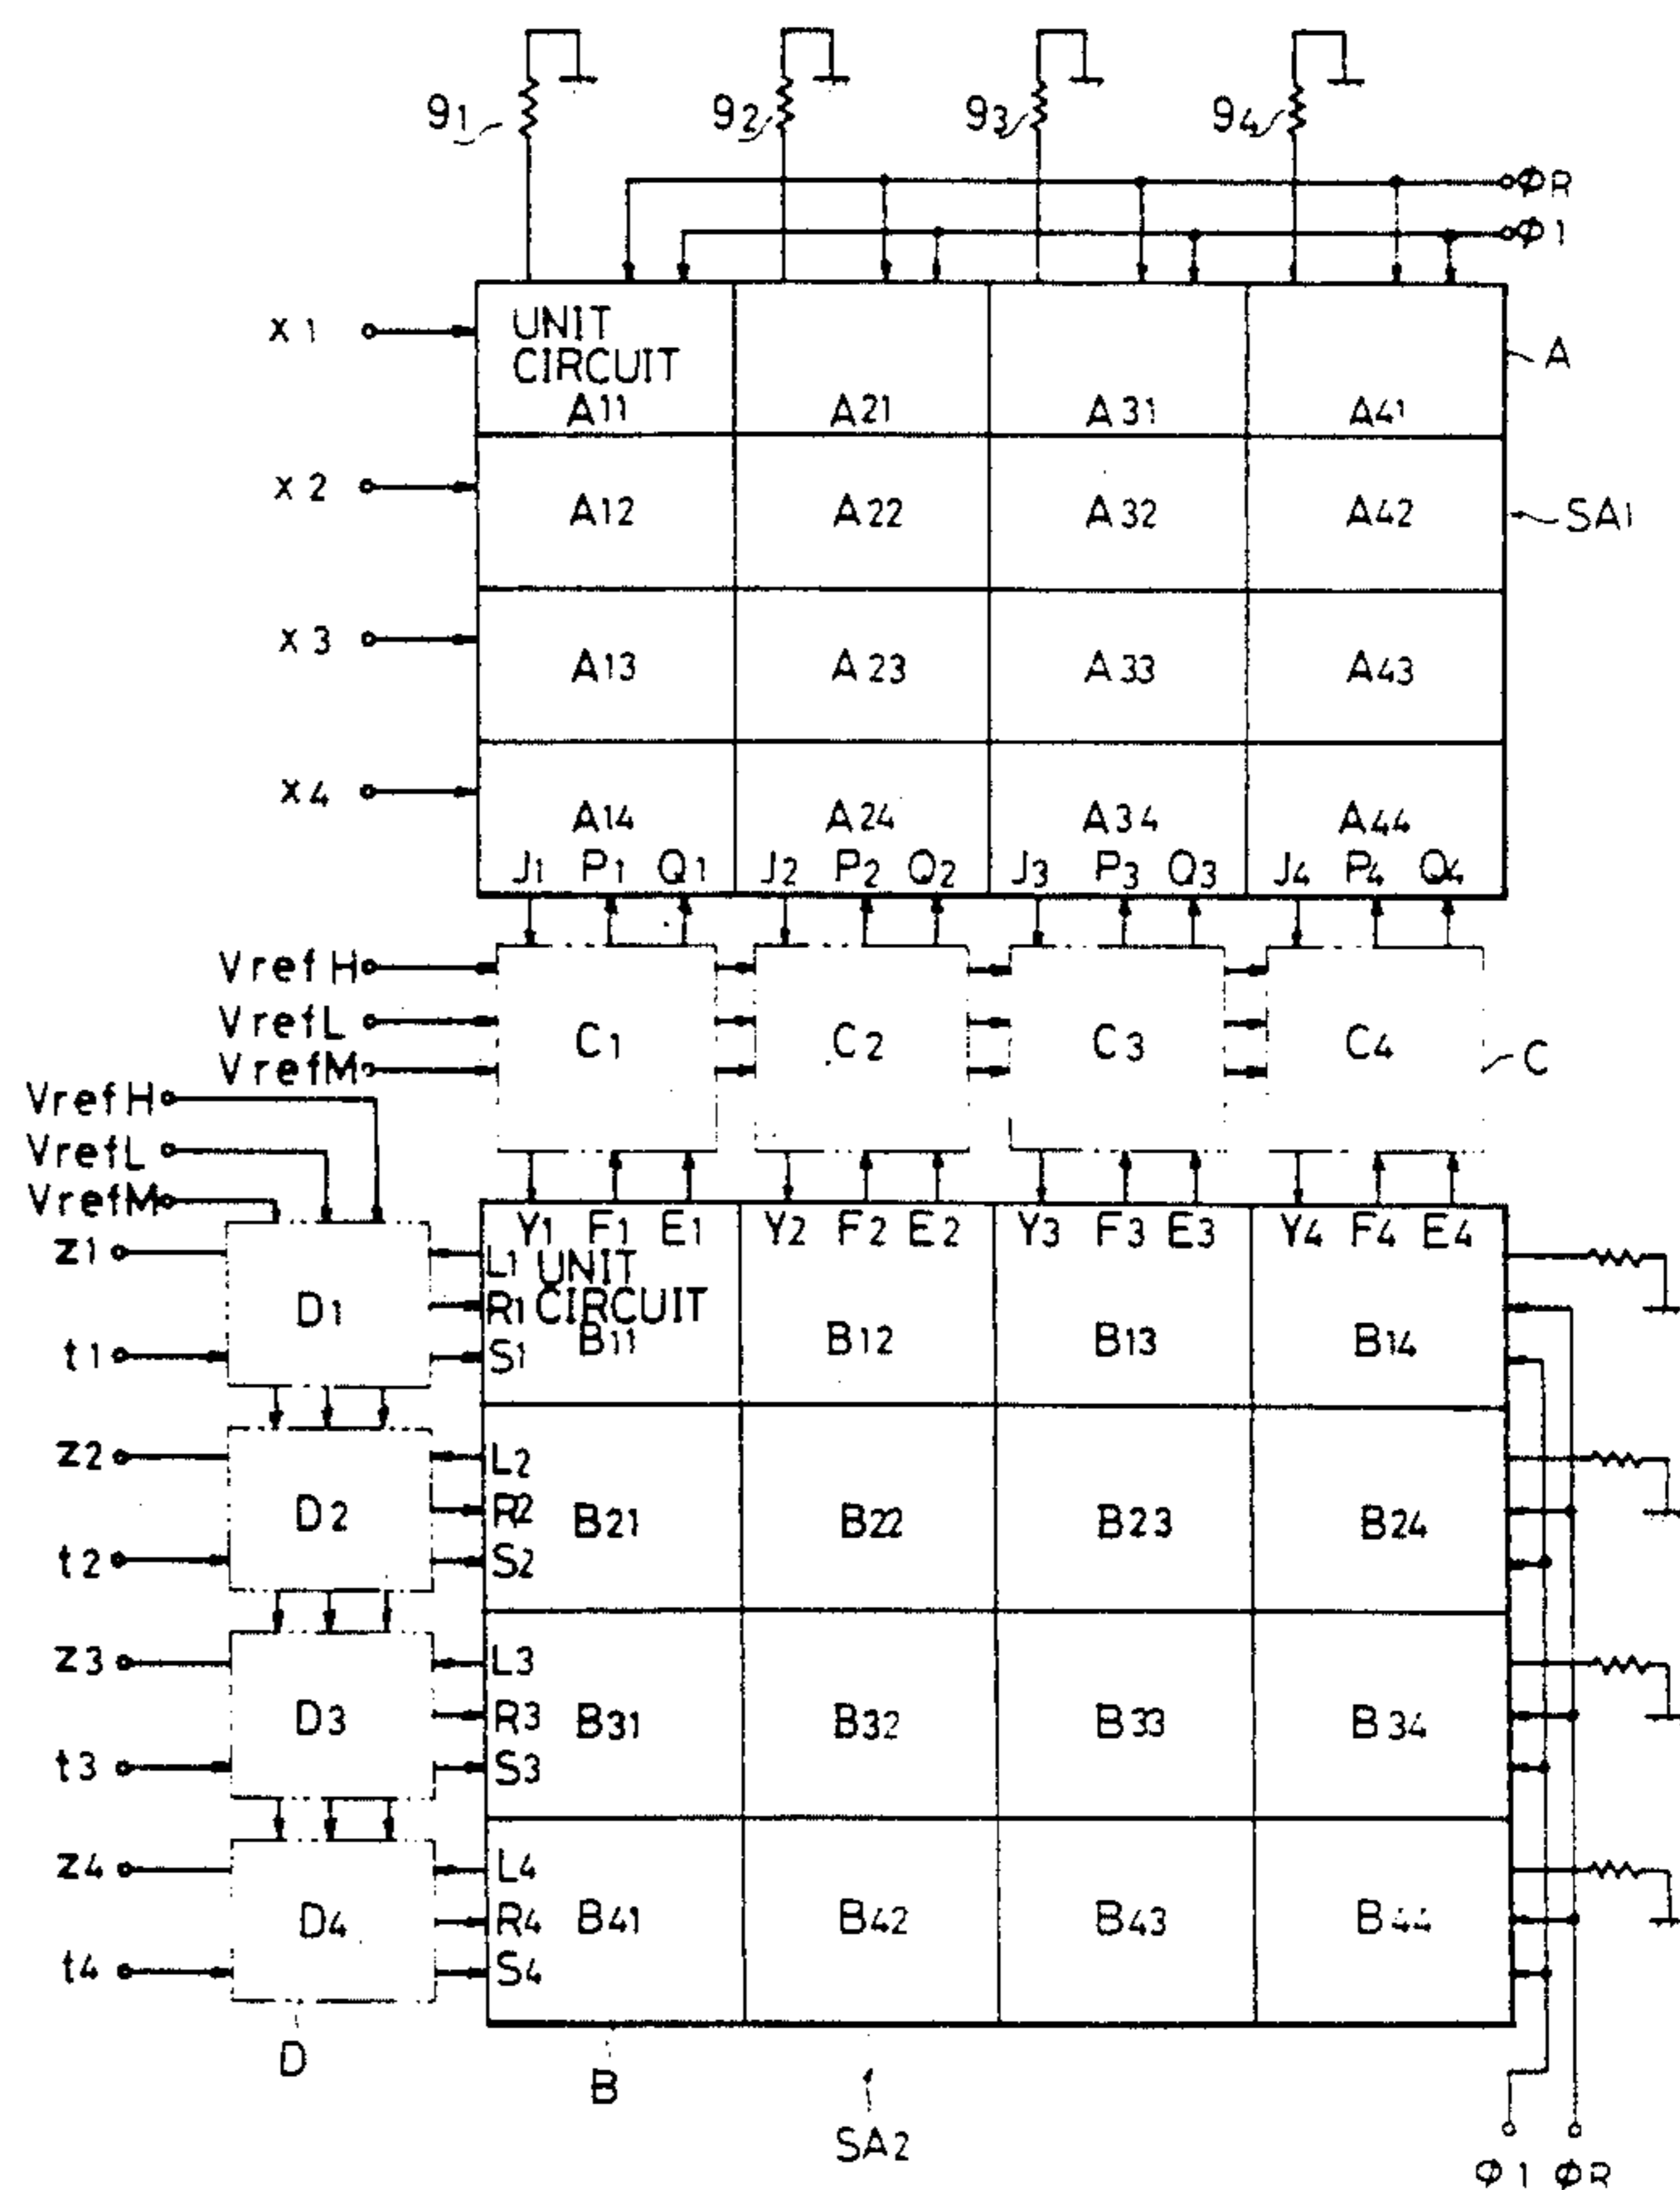 91 92 93 94
ΦR
Φ1
x1 UNIT CIRCUIT A11 A21 A31 A41 A
x2 A12 A22 A32 A42 SA1
x3 A13 A23 A33 A43
x4 A14 A24 A34 A44
J1 P1 Q1 J2 P2 Q2 J3 P3 Q3 J4 P4 Q4
VrefH
VrefL C1 C2 C3 C4 C
VrefM
VrefH
VrefL
VrefM
Y1 F1 E1 Y2 F2 E2 Y3 F3 E3 Y4 F4 E4
z1 L1 UNIT
D1 R1 CIRCUIT
t1 S1 B11 B12 B13 B14
z2 L2
D2 R2 B21 B22 B23 B24
t2 S2
z3 L3
D3 R3 B31 B32 B33 B34
t3 S3
z4 L4
D4 R4 B41 B42 B43 B44
t4 S4
D B
SA2
Φ1 ΦR